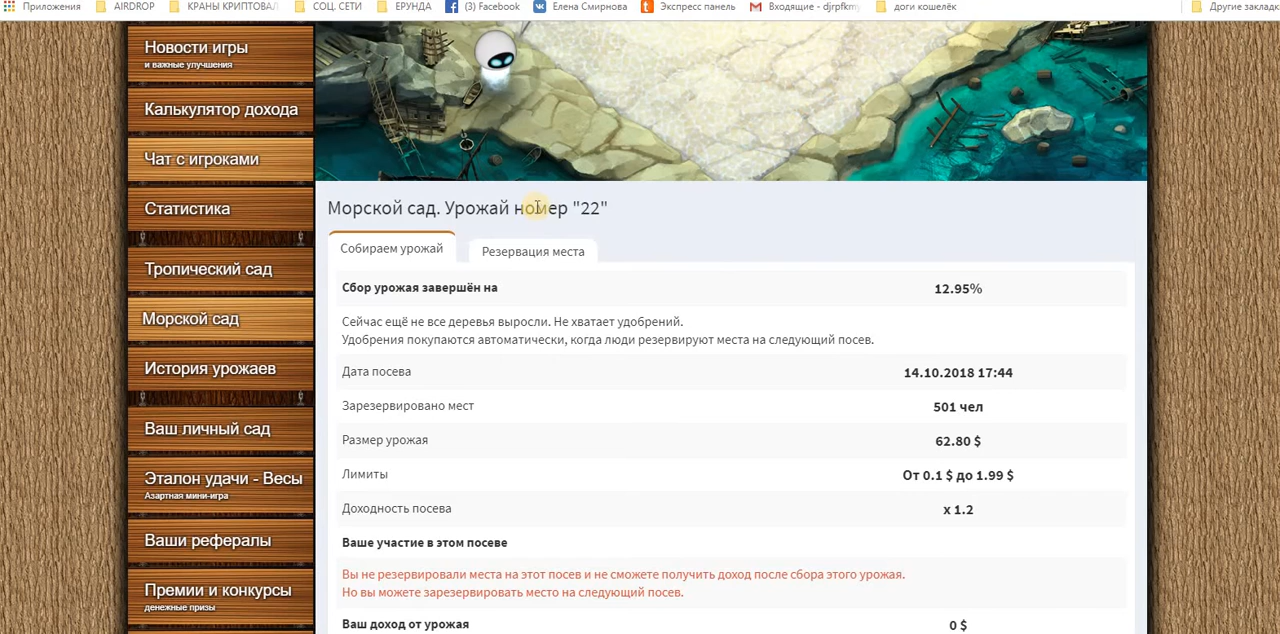 Приложения AIRDROP КРАНЫ КРИПТОВАЛ СОЦ. СЕТИ ЕРУНДА (3) Facebook Елена Смирнова Экспресс панель Входящие - djrpfkm доги кошелёк Другие заклад
Новости игры
и важные улучшения
Калькулятор дохода
Чат с игроками
Статистика
Тропический сад
Морской сад
История урожаев
Ваш личный сад
Эталон удачи - Весы
Азартная мини-игра
Ваши рефералы
Премии и конкурсы
денежные призы
Морской сад. Урожай номер "22"
Собираем урожай Резервация места
Сбор урожая завершён на 12.95%
Сейчас ещё не все деревья выросли. Не хватает удобрений.
Удобрения покупаются автоматически, когда люди резервируют места на следующий посев.
Дата посева 14.10.2018 17:44
Зарезервировано мест 501 чел
Размер урожая 62.80 $
Лимиты От 0.1 $ до 1.99 $
Доходность посева x 1.2
Ваше участие в этом посеве
Вы не резервировали места на этот посев и не сможете получить доход после сбора этого урожая.
Но вы можете зарезервировать место на следующий посев.
Ваш доход от урожая 0 $